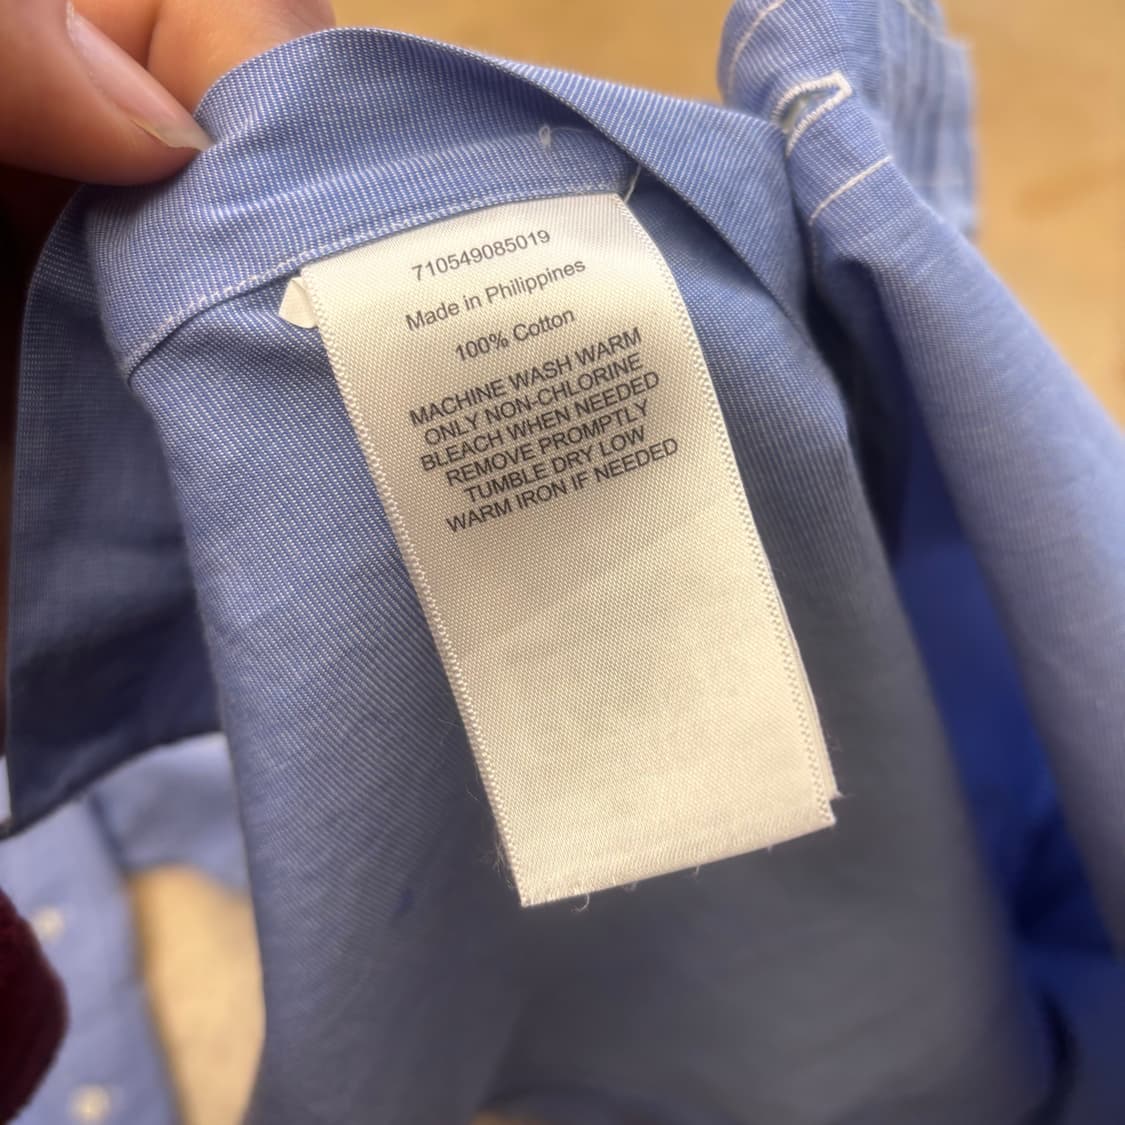 710549085019
Made in Philippines
100% Cotton
MACHINE WASH WARM
ONLY NON-CHLORINE
BLEACH WHEN NEEDED
REMOVE PROMPTLY
TUMBLE DRY LOW
WARM IRON IF NEEDED